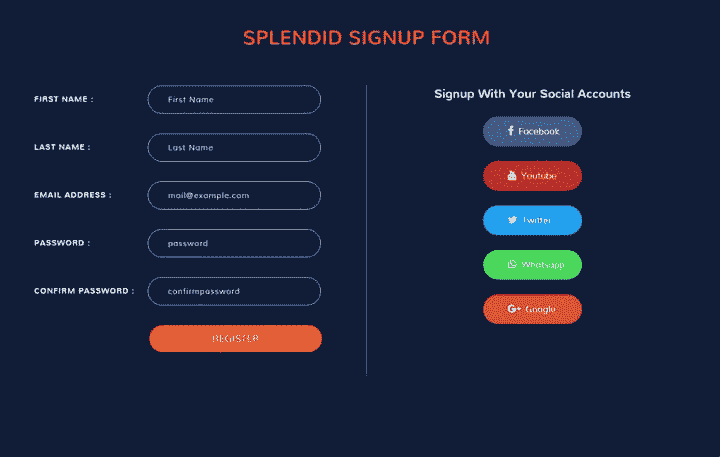 SPLENDID SIGNUP FORM
FIRST NAME :
First Name
LAST NAME :
Last Name
EMAIL ADDRESS :
mail@example.com
PASSWORD :
password
CONFIRM PASSWORD :
confirmpassword
REGISTER
Signup With Your Social Accounts
Facebook
Youtube
Twitter
Whatsapp
Google